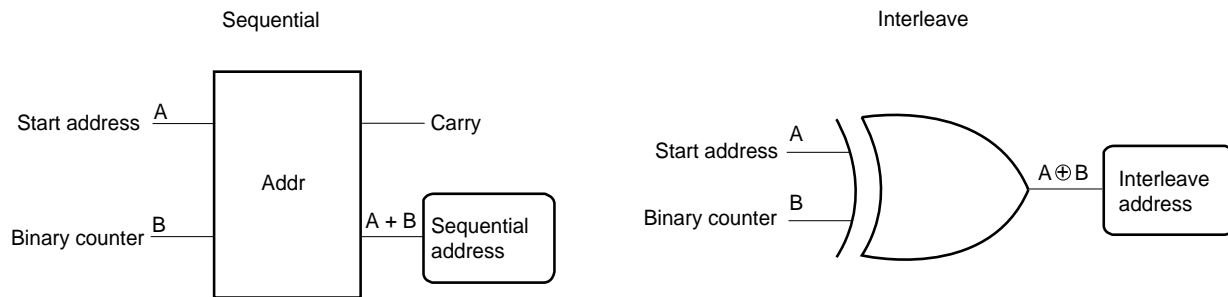 Sequential
Start address
A
Carry
Addr
Binary counter
B
A + B
Sequential
address
Interleave
Start address
A
Binary counter
B
A ⊕ B
Interleave
address